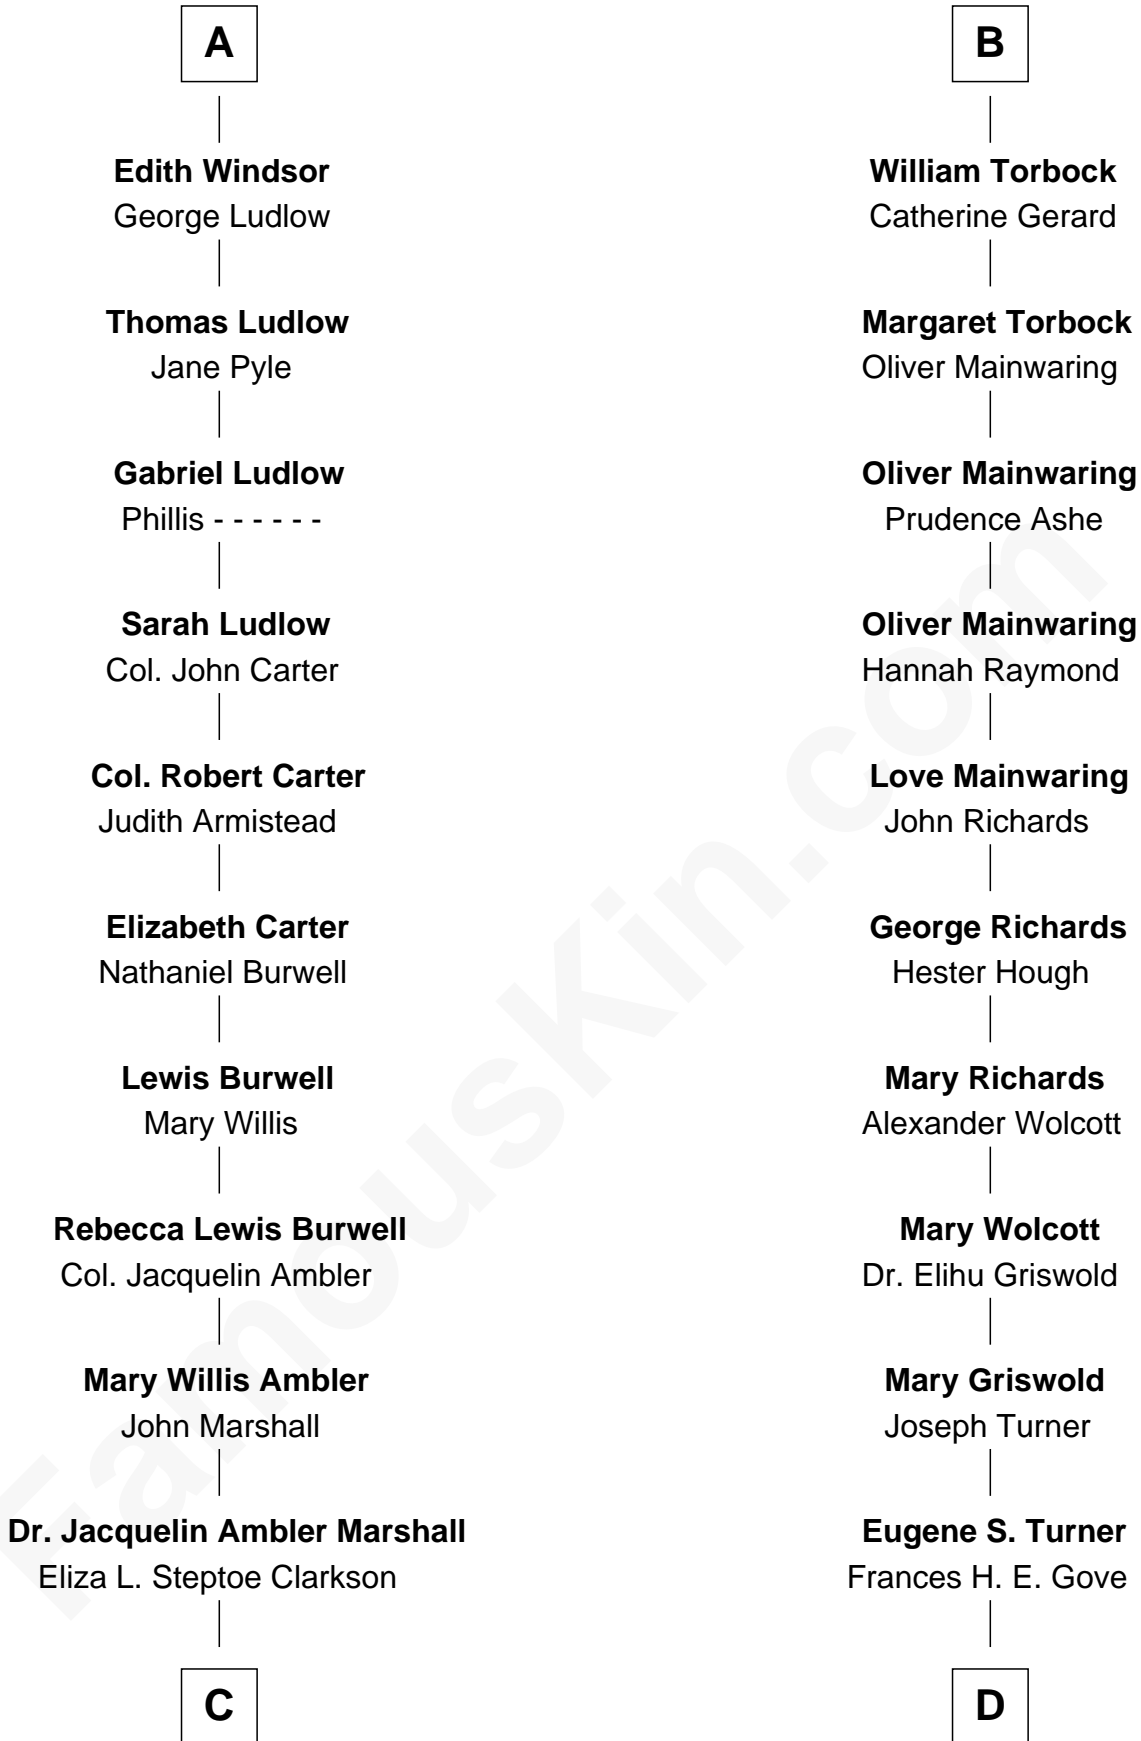 A
Edith Windsor
George Ludlow
Thomas Ludlow
Jane Pyle
Gabriel Ludlow
Phillis - - - - - -
Sarah Ludlow
Col. John Carter
Col. Robert Carter
Judith Armistead
Elizabeth Carter
Nathaniel Burwell
Lewis Burwell
Mary Willis
Rebecca Lewis Burwell
Col. Jacquelin Ambler
Mary Willis Ambler
John Marshall
Dr. Jacquelin Ambler Marshall
Eliza L. Steptoe Clarkson
C
B
William Torbock
Catherine Gerard
Margaret Torbock
Oliver Mainwaring
Oliver Mainwaring
Prudence Ashe
Oliver Mainwaring
Hannah Raymond
Love Mainwaring
John Richards
George Richards
Hester Hough
Mary Richards
Alexander Wolcott
Mary Wolcott
Dr. Elihu Griswold
Mary Griswold
Joseph Turner
Eugene S. Turner
Frances H. E. Gove
D
FamousKin.com